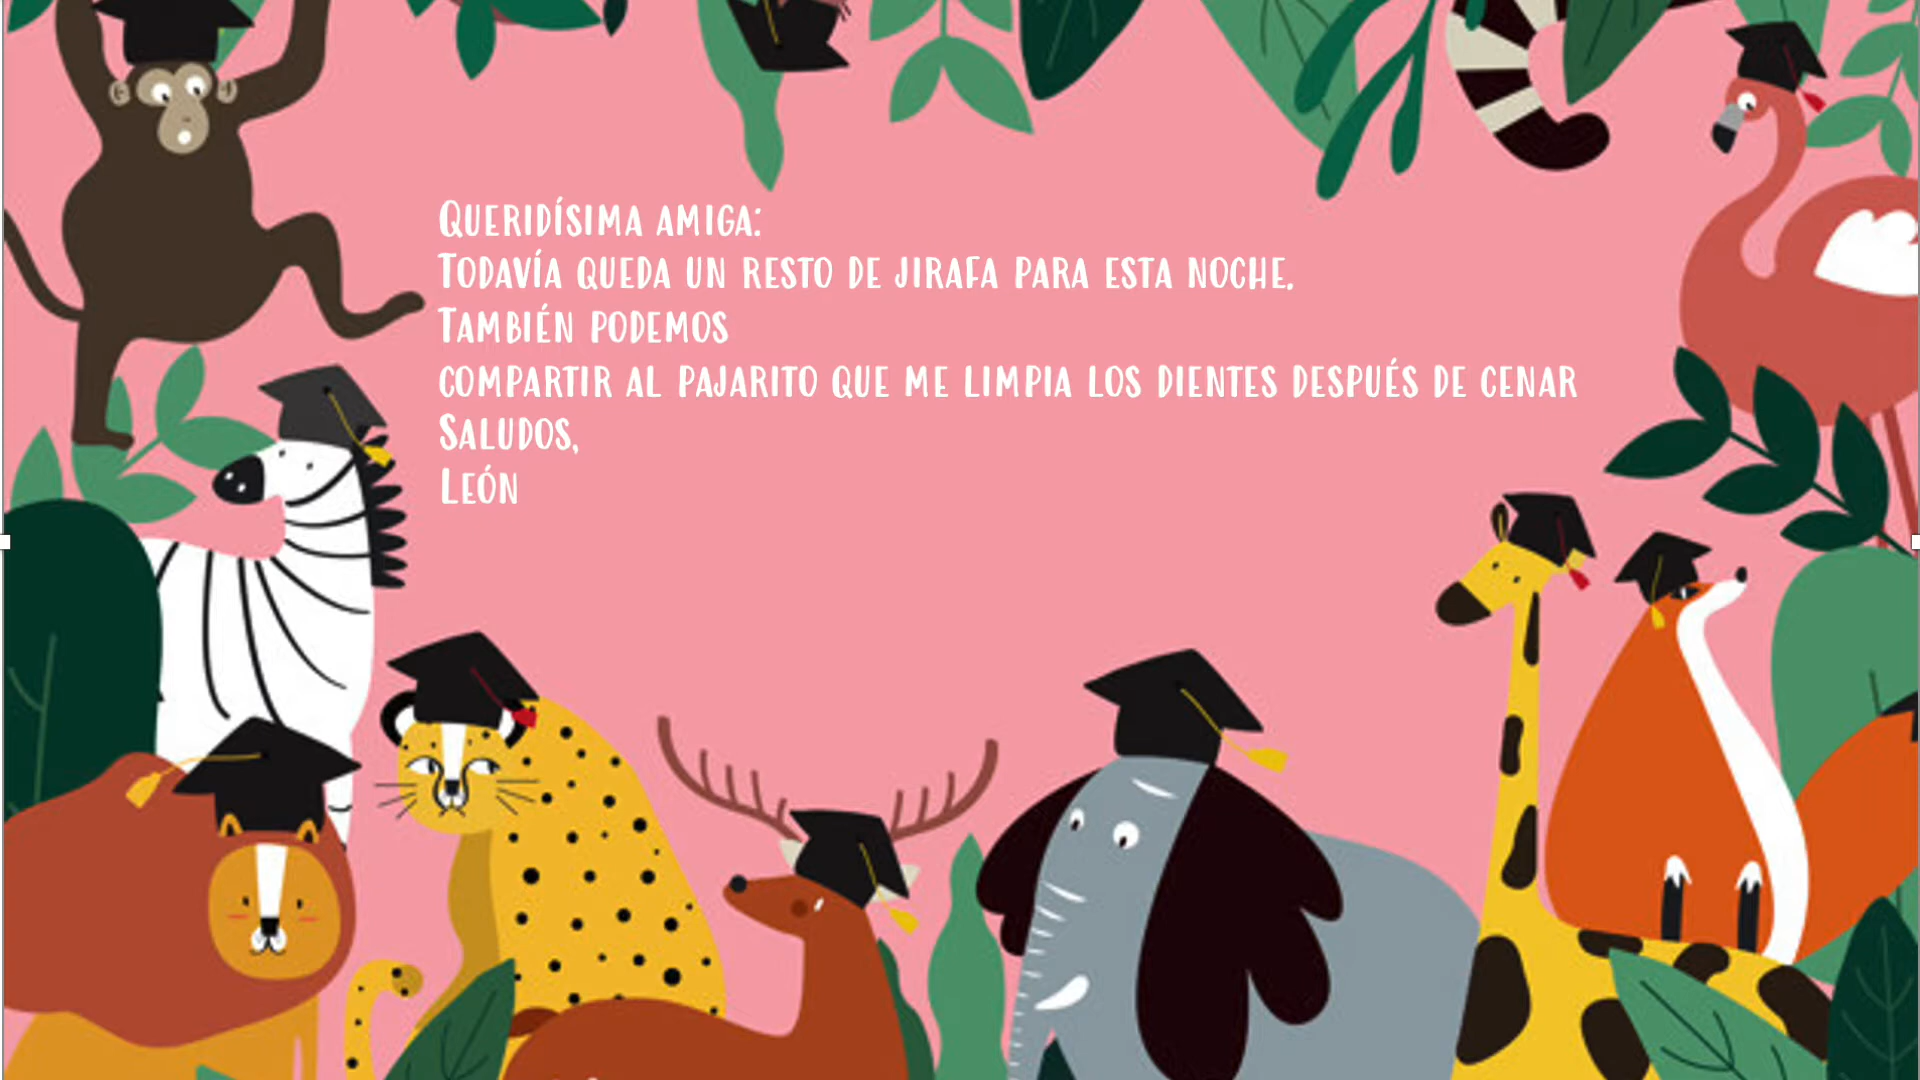 Queridísima amiga:
Todavía queda un resto de jirafa para esta noche.
También podemos
compartir al pajarito que me limpia los dientes después de cenar
Saludos,
León